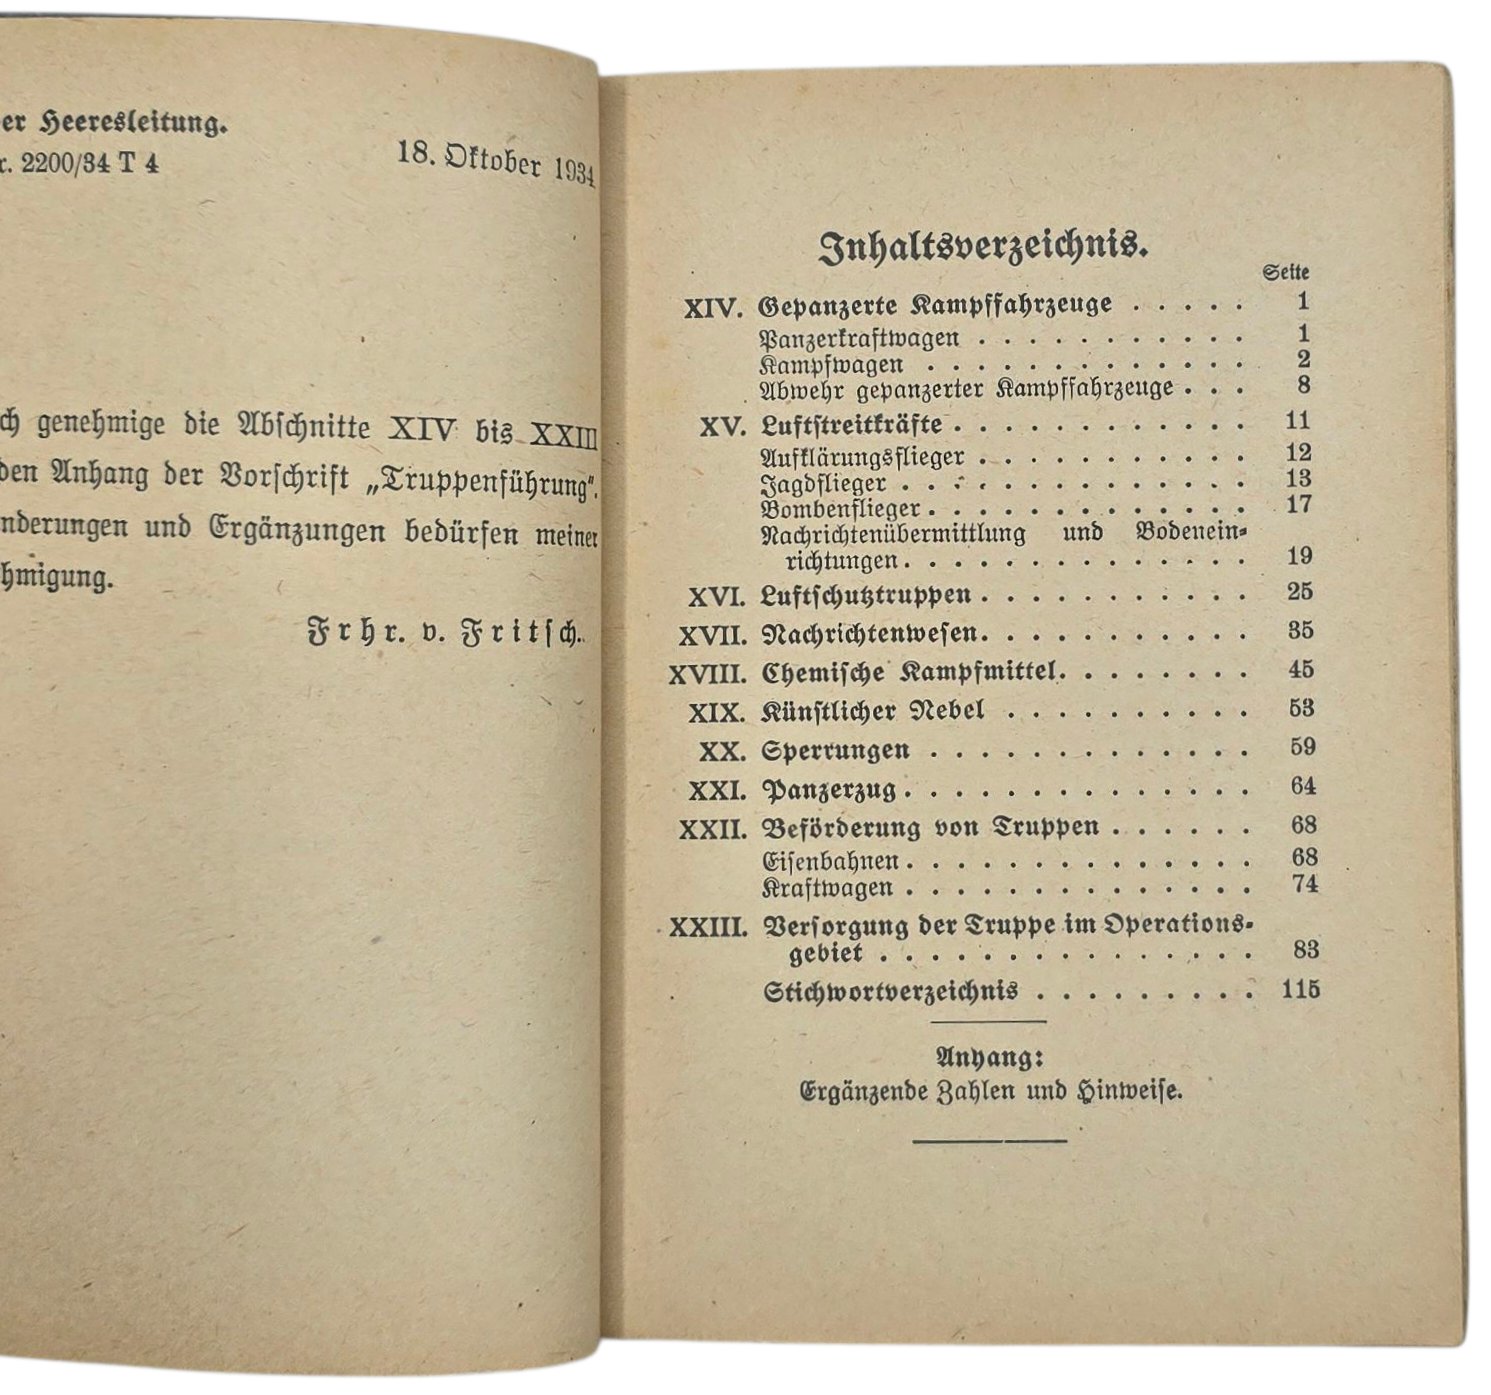 er Heeresleitung.
r. 2200/34 T 4
18. Oktober 1934
ch genehmige die Abschnitte XIV bis XXIII
den Anhang der Vorschrift „Truppenführung“.
nderungen und Ergänzungen bedürfen meiner
hmigung.
Frhr. v. Fritsch.
Inhaltsverzeichnis.
Seite
XIV. Gepanzerte Kampffahrzeuge . . . . . 1
Panzerkraftwagen . . . . . . . . . . . 1
Kampfwagen . . . . . . . . . . . . . 2
Abwehr gepanzerter Kampffahrzeuge . . . 8
XV. Luftstreitkräfte . . . . . . . . . . . . 11
Aufklärungsflieger . . . . . . . . . . . 12
Jagdflieger . . . . . . . . . . . . . . 13
Bombenflieger . . . . . . . . . . . . . 17
Nachrichtenübermittlung und Bodenein-
richtungen . . . . . . . . . . . . . . 19
XVI. Luftschutztruppen . . . . . . . . . . . 25
XVII. Nachrichtenwesen . . . . . . . . . . . 35
XVIII. Chemische Kampfmittel . . . . . . . . 45
XIX. Künstlicher Nebel . . . . . . . . . . 53
XX. Sperrungen . . . . . . . . . . . . . 59
XXI. Panzerzug . . . . . . . . . . . . . . 64
XXII. Beförderung von Truppen . . . . . . 68
Eisenbahnen . . . . . . . . . . . . . . 68
Kraftwagen . . . . . . . . . . . . . . 74
XXIII. Versorgung der Truppe im Operations-
gebiet . . . . . . . . . . . . . . . 83
Stichwortverzeichnis . . . . . . . . . 115
Anhang:
Ergänzende Zahlen und Hinweise.